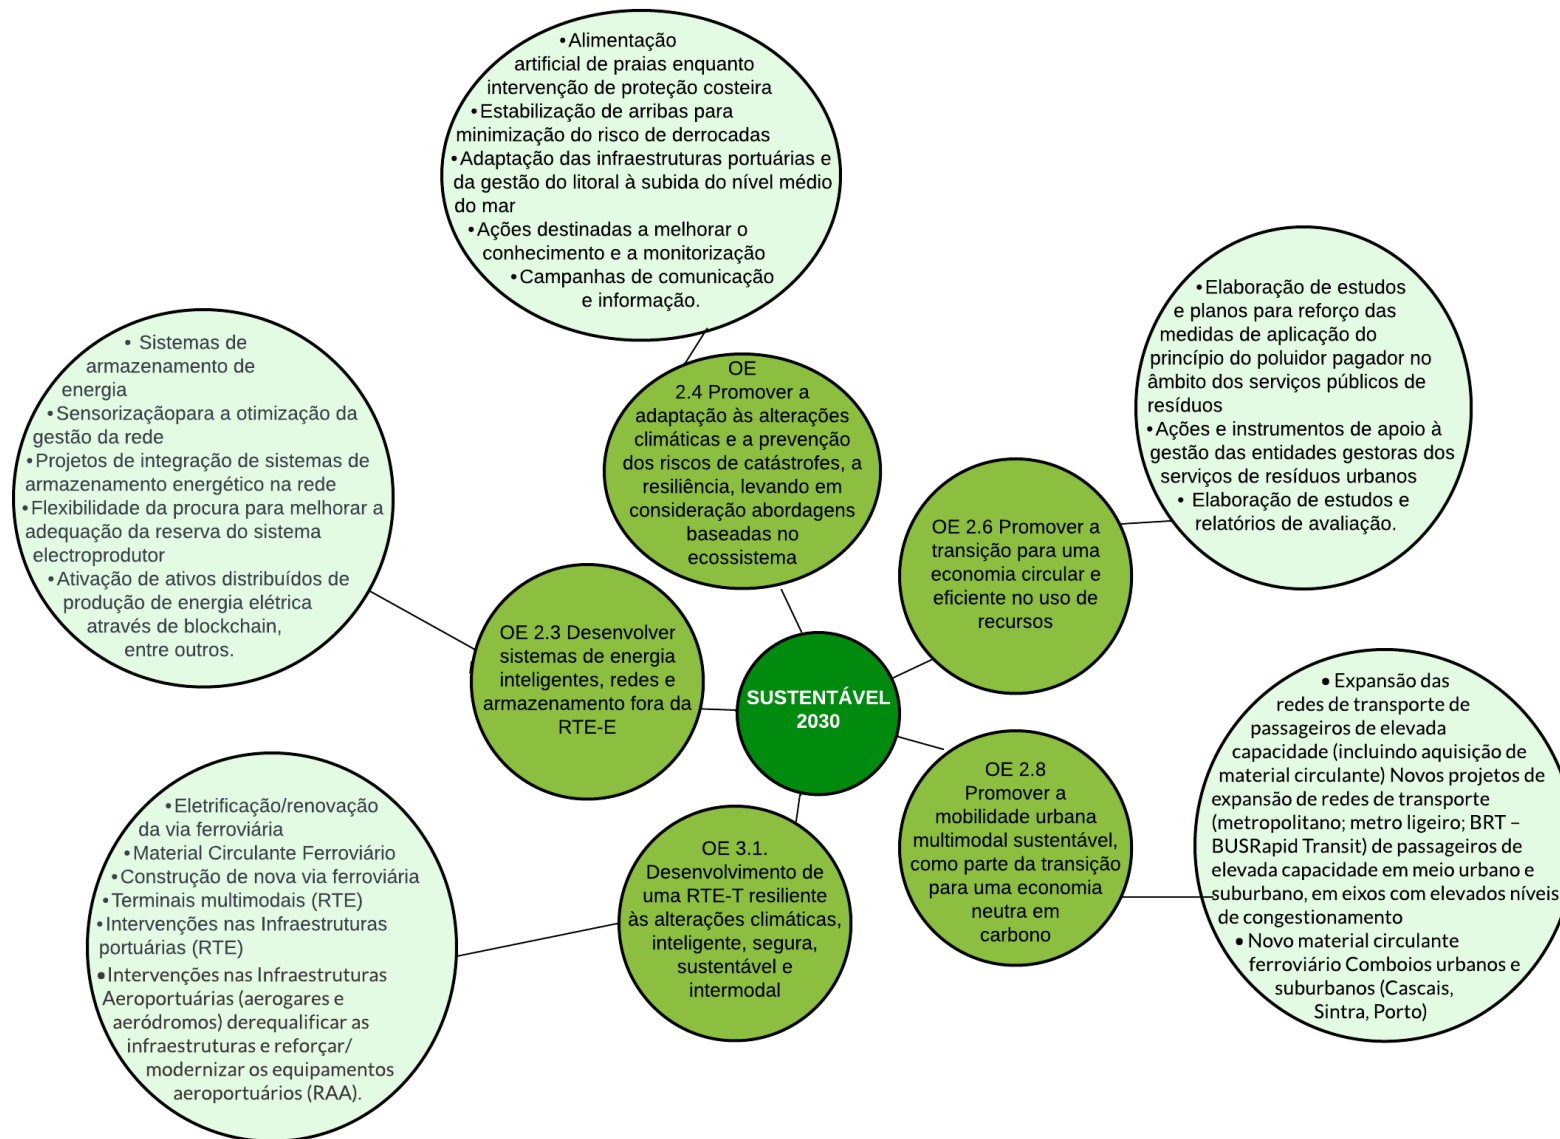 • Alimentação
artificial de praias enquanto
intervenção de proteção costeira
• Estabilização de arribas para
minimização do risco de derrocadas
• Adaptação das infraestruturas portuárias e
da gestão do litoral à subida do nível médio
do mar
• Ações destinadas a melhorar o
conhecimento e a monitorização
• Campanhas de comunicação
e informação.
OE
2.4 Promover a
adaptação às alterações
climáticas e a prevenção
dos riscos de catástrofes, a
resiliência, levando em
consideração abordagens
baseadas no
ecossistema
• Elaboração de estudos
e planos para reforço das
medidas de aplicação do
princípio do poluidor pagador no
âmbito dos serviços públicos de
resíduos
• Ações e instrumentos de apoio à
gestão das entidades gestoras dos
serviços de resíduos urbanos
• Elaboração de estudos e
relatórios de avaliação.
OE 2.6 Promover a
transição para uma
economia circular e
eficiente no uso de
recursos
• Sistemas de
armazenamento de
energia
• Sensorizaçãopara a otimização da
gestão da rede
• Projetos de integração de sistemas de
armazenamento energético na rede
• Flexibilidade da procura para melhorar a
adequação da reserva do sistema
electroprodutor
• Ativação de ativos distribuídos de
produção de energia elétrica
através de blockchain,
entre outros.
OE 2.3 Desenvolver
sistemas de energia
inteligentes, redes e
armazenamento fora da
RTE-E
SUSTENTÁVEL
2030
OE 2.8
Promover a
mobilidade urbana
multimodal sustentável,
como parte da transição
para uma economia
neutra em
carbono
• Expansão das
redes de transporte de
passageiros de elevada
capacidade (incluindo aquisição de
material circulante) Novos projetos de
expansão de redes de transporte
(metropolitano; metro ligeiro; BRT –
BUSRapid Transit) de passageiros de
elevada capacidade em meio urbano e
suburbano, em eixos com elevados níveis
de congestionamento
• Novo material circulante
ferroviário Comboios urbanos e
suburbanos (Cascais,
Sintra, Porto)
OE 3.1.
Desenvolvimento de
uma RTE-T resiliente
às alterações climáticas,
inteligente, segura,
sustentável e
intermodal
• Eletrificação/renovação
da via ferroviária
• Material Circulante Ferroviário
• Construção de nova via ferroviária
• Terminais multimodais (RTE)
• Intervenções nas Infraestruturas
portuárias (RTE)
• Intervenções nas Infraestruturas
Aeroportuárias (aerogares e
aeródromos) derequalificar as
infraestruturas e reforçar/
modernizar os equipamentos
aeroportuários (RAA).